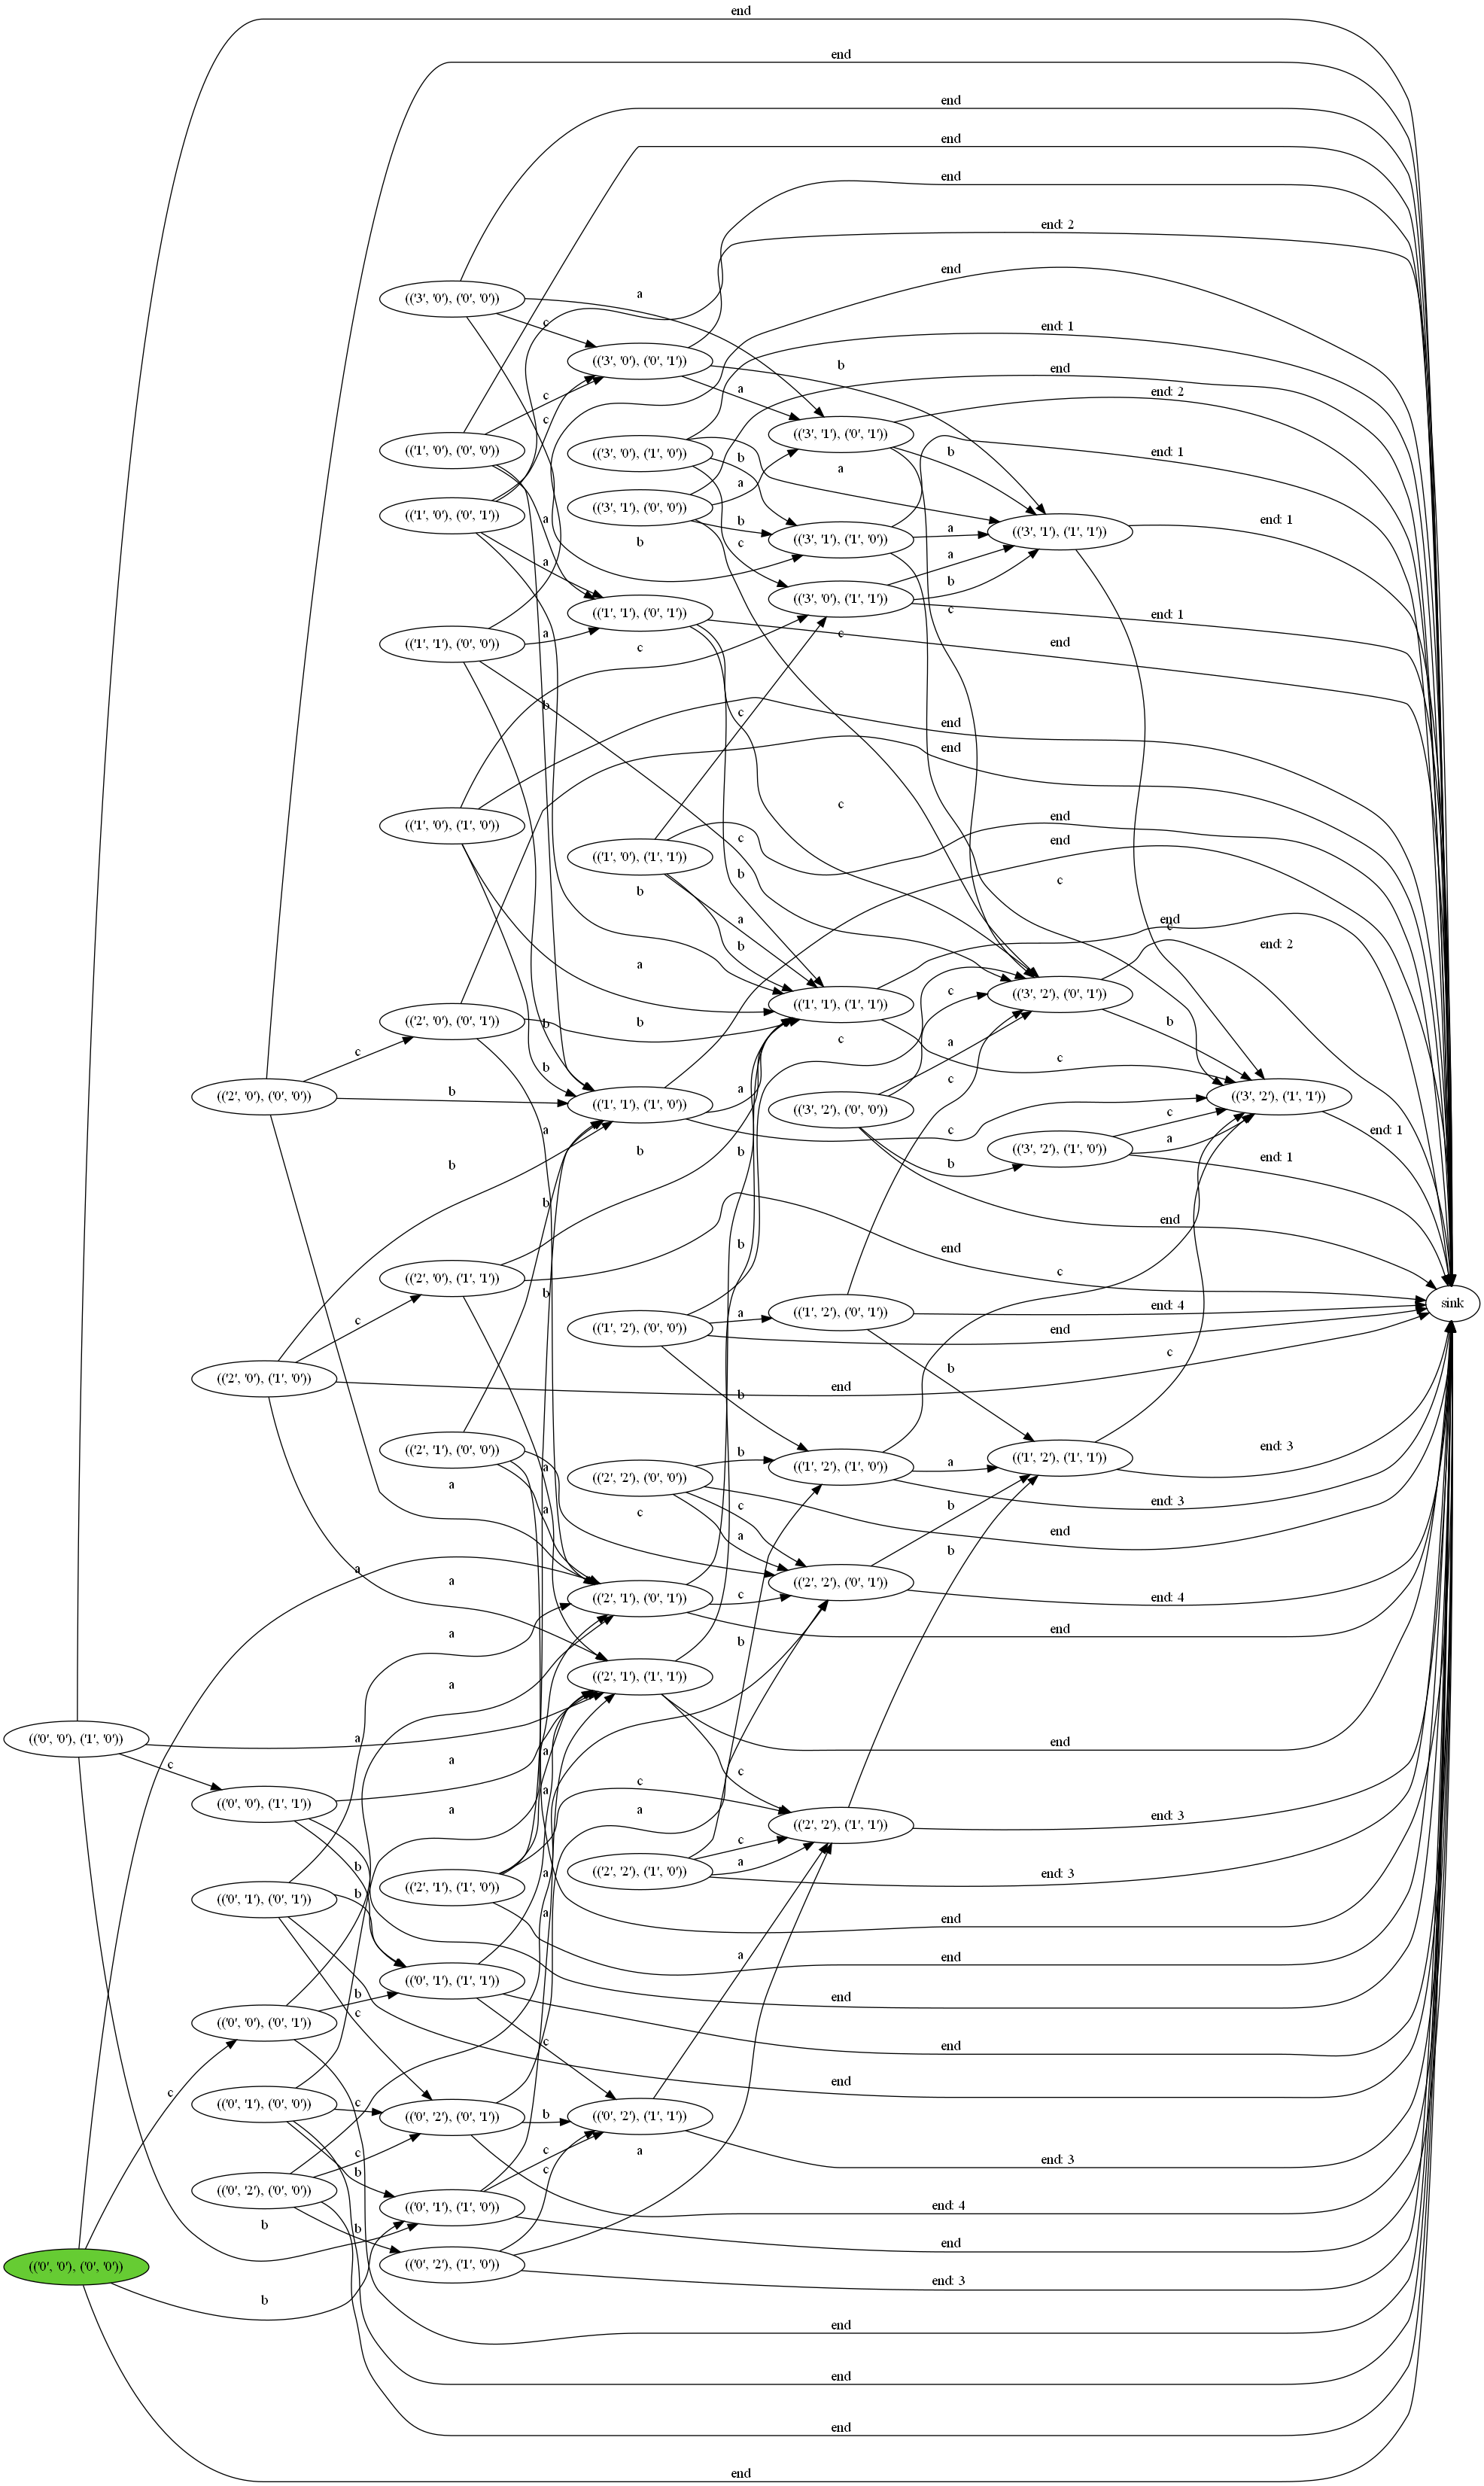 end
end
end
end
end
end: 2
end
((3', '0'), (0', '0'))
a
c
((3', '0'), (0', '1'))
end: 1
b
end
a
end: 2
c
((3', '1'), (0', '1'))
c
((1', '0'), (0', '0'))
((3', '0'), (1', '0'))
b
b
end: 1
a
a
((3', '1'), (0', '0'))
((1', '0'), (0', '1'))
a
b
end: 1
a
((3', '1'), (1', '1'))
((3', '1'), (1', '0'))
b
c
a
a
b
((3', '0'), (1', '1'))
((1', '1'), (0', '1'))
c
end: 1
a
c
((1', '1'), (0', '0'))
end
c
b
c
end
end
c
end
((1', '0'), (1', '0'))
c
end
((1', '0'), (1', '1'))
b
b
c
a
end
c
b
a
end: 2
c
((3', '2'), (0', '1'))
((1', '1'), (1', '1'))
((2', '0'), (0', '1'))
b
b
b
c
a
c
c
b
c
a
b
((2', '0'), (0', '0'))
((3', '2'), (1', '1'))
((1', '1'), (1', '0'))
((3', '2'), (0', '0'))
c
a
c
end: 1
a
b
b
((3', '2'), (1', '0'))
end: 1
b
b
b
end
b
end
c
((2', '0'), (1', '1'))
b
sink
end: 4
((1', '2'), (0', '1'))
a
c
((1', '2'), (0', '0'))
end
c
b
((2', '0'), (1', '0'))
end
b
end: 3
((2', '1'), (0', '0'))
b
((1', '2'), (1', '1'))
a
a
((1', '2'), (1', '0'))
((2', '2'), (0', '0'))
a
end: 3
c
b
a
c
end
a
b
a
a
((2', '2'), (0', '1'))
c
end: 4
((2', '1'), (0', '1'))
end
a
b
((2', '1'), (1', '1'))
a
((0', '0'), (1', '0'))
a
end
a
a
c
c
c
a
((0', '0'), (1', '1'))
a
a
end: 3
((2', '2'), (1', '1'))
c
a
b
((2', '2'), (1', '0'))
end: 3
a
((2', '1'), (1', '0'))
b
((0', '1'), (0', '1'))
a
end
a
end
((0', '1'), (1', '1'))
b
end
c
((0', '0'), (0', '1'))
c
end
end
c
c
((0', '1'), (0', '0'))
b
((0', '2'), (1', '1'))
((0', '2'), (0', '1'))
c
c
a
end: 3
b
c
((0', '2'), (0', '0'))
end: 4
((0', '1'), (1', '0'))
b
b
end
((0', '0'), (0', '0'))
((0', '2'), (1', '0'))
end: 3
b
end
end
end
end